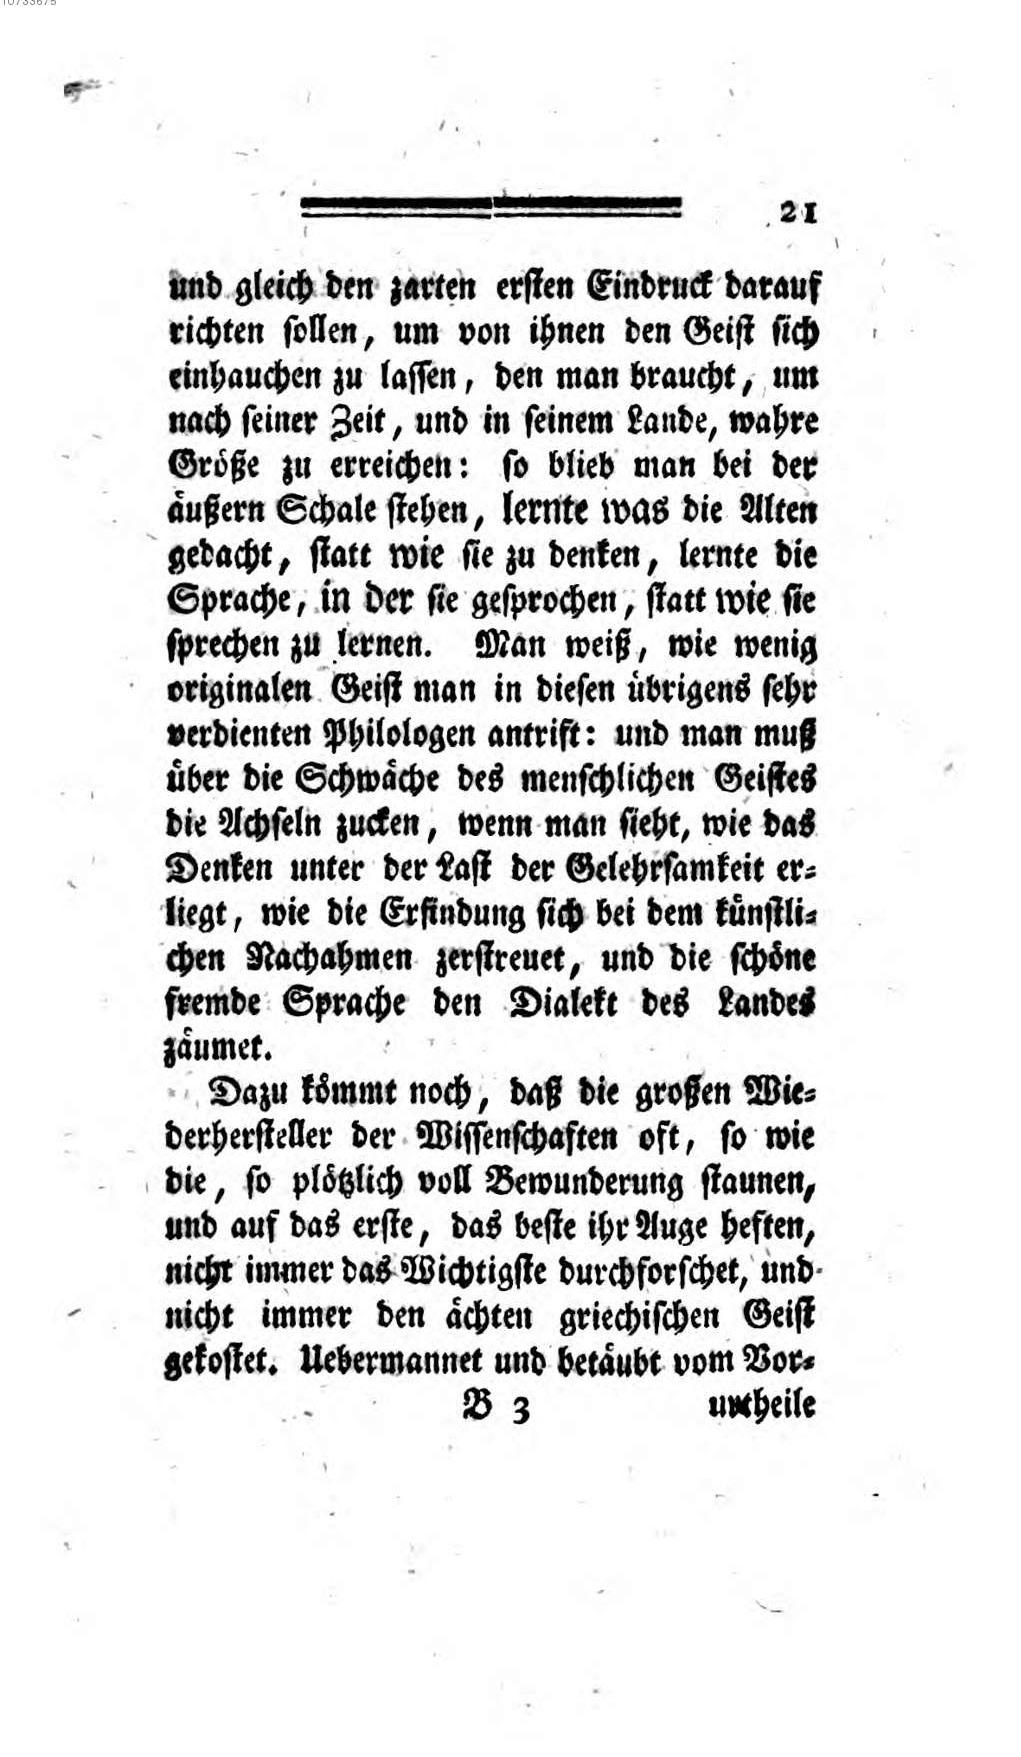 10733675
21
und gleich den zarten ersten Eindruck darauf
richten sollen, um von ihnen den Geist sich
einhauchen zu lassen, den man braucht, um
nach seiner Zeit, und in seinem Lande, wahre
Größe zu erreichen: so blieb man bei der
äußern Schale stehen, lernte was die Alten
gedacht, statt wie sie zu denken, lernte die
Sprache, in der sie gesprochen, statt wie sie
sprechen zu lernen. Man weiß, wie wenig
originalen Geist man in diesen übrigens sehr
verdienten Philologen antrift: und man muß
über die Schwäche des menschlichen Geistes
die Achseln zucken, wenn man sieht, wie das
Denken unter der Last der Gelehrsamkeit er-
liegt, wie die Erfindung sich bei dem künstli-
chen Nachahmen zerstreuet, und die schöne
fremde Sprache den Dialekt des Landes
zäumet.
Dazu kömmt noch, daß die großen Wie-
derhersteller der Wissenschaften oft, so wie
die, so plötzlich voll Bewunderung staunen,
und auf das erste, das beste ihr Auge heften,
nicht immer das Wichtigste durchforschet, und
nicht immer den ächten griechischen Geist
gekostet. Uebermannet und betäubt vom Vor-
B 3 urtheile